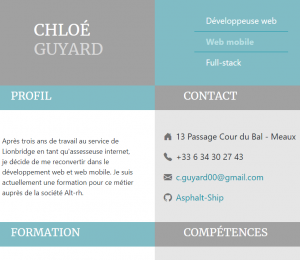 CHLOÉ
GUYARD
Développeuse web
Web mobile
Full-stack
PROFIL
Après trois ans de travail au service de
Lionbridge en tant qu'assesseuse internet,
je décide de me reconvertir dans le
développement web et web mobile. Je suis
actuellement une formation pour ce métier
auprès de la société Alt-rh.
CONTACT
13 Passage Cour du Bal - Meaux
+33 6 34 30 27 43
c.guyard00@gmail.com
Asphalt-Ship
FORMATION
COMPÉTENCES